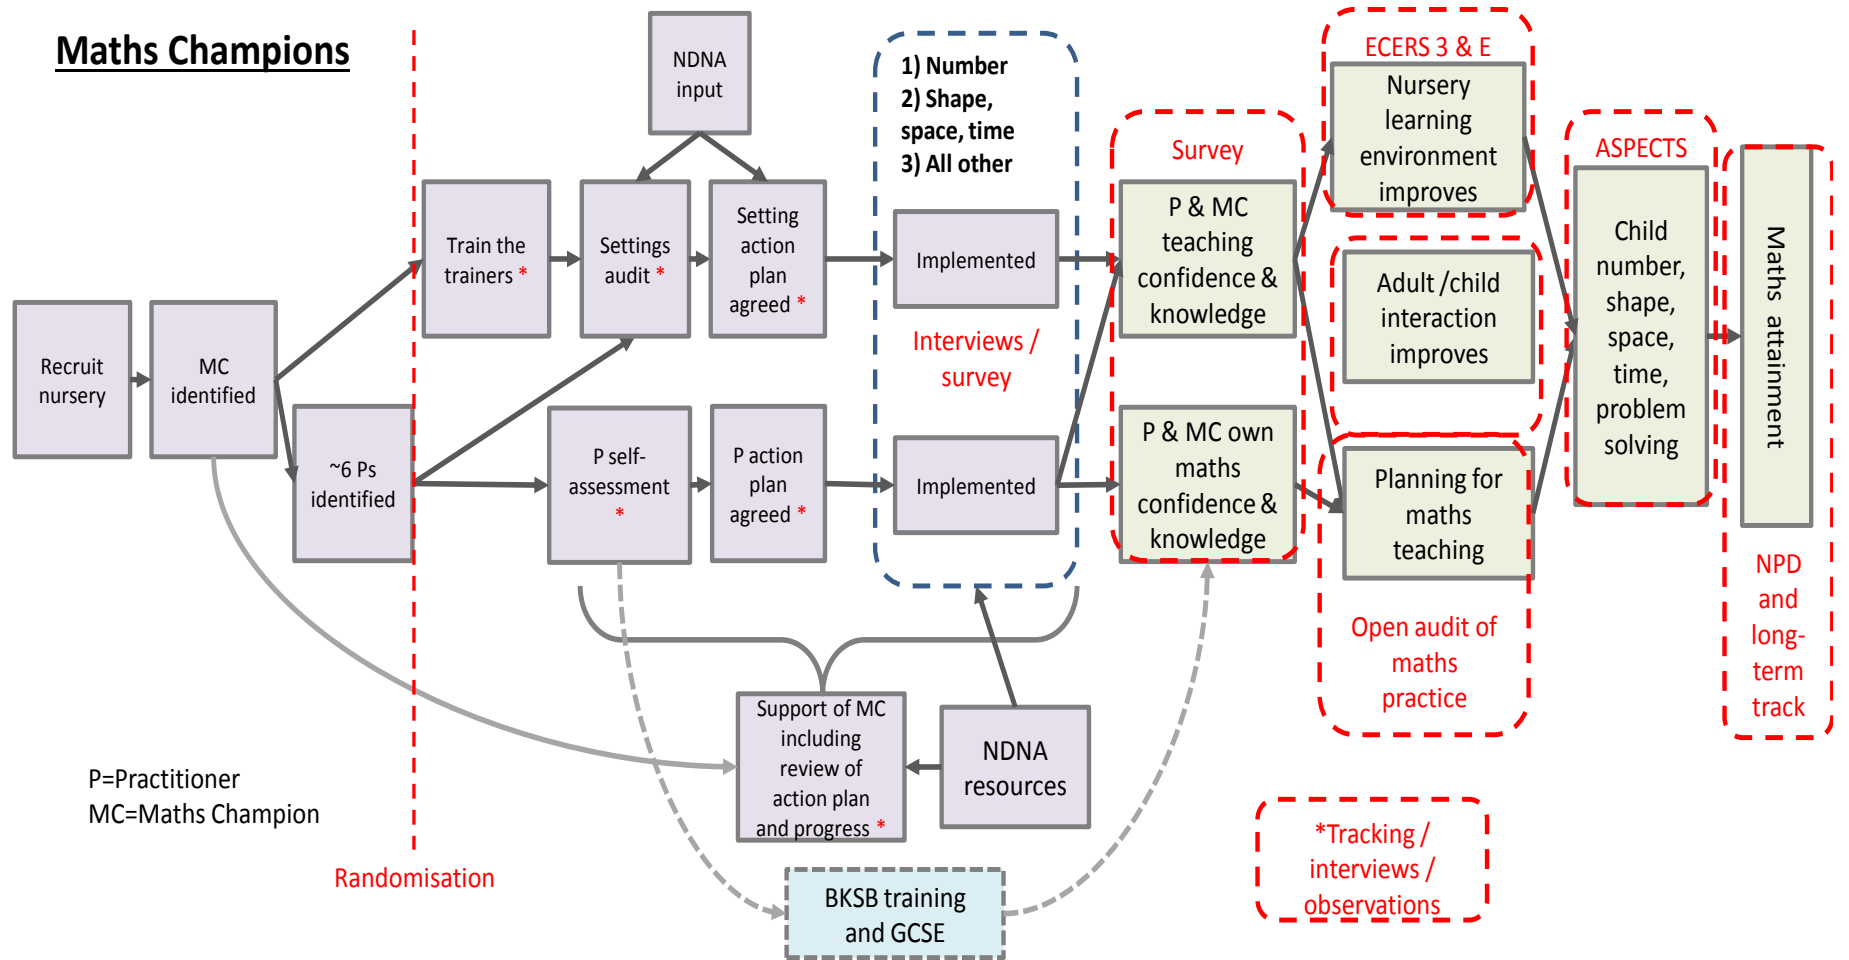 Maths Champions
NDNA
input
1) Number
2) Shape,
space, time
3) All other
ECERS 3 & E
Nursery
learning
environment
improves
Survey
ASPECTS
Train the
trainers *
Settings
audit *
Setting
action
plan
agreed *
Implemented
P & MC
teaching
confidence &
knowledge
Adult /child
interaction
improves
Child
number,
shape,
space,
time,
problem
solving
Maths attainment
Recruit
nursery
MC
identified
Interviews /
survey
~6 Ps
identified
P self-
assessment
*
P action
plan
agreed *
Implemented
P & MC own
maths
confidence &
knowledge
Planning for
maths
teaching
NPD
and
long-
term
track
Open audit of
maths
practice
Support of MC
including
review of
action plan
and progress *
NDNA
resources
P=Practitioner
MC=Maths Champion
Randomisation
BKSB training
and GCSE
*Tracking /
interviews /
observations